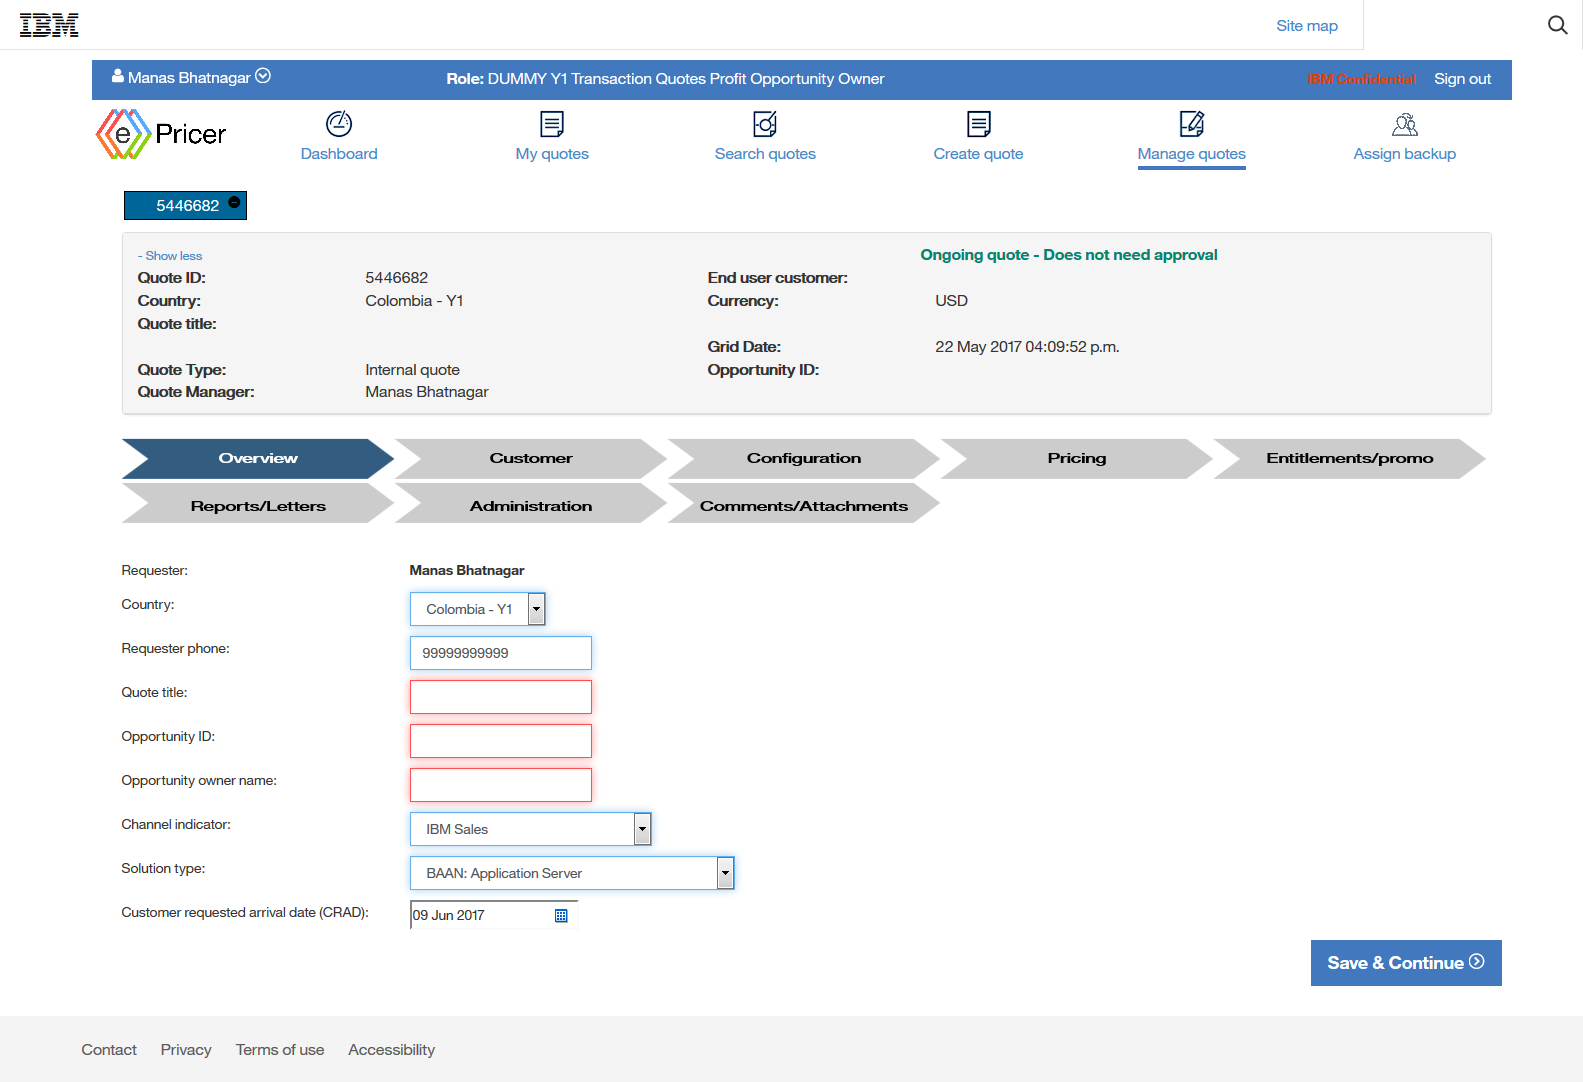 IBM
Site map
Manas Bhatnagar
Role: DUMMY Y1 Transaction Quotes Profit Opportunity Owner
IBM Confidential
Sign out
e Pricer
Dashboard
My quotes
Search quotes
Create quote
Manage quotes
Assign backup
5446682
- Show less
Ongoing quote - Does not need approval
Quote ID: 5446682 End user customer:
Country: Colombia - Y1 Currency: USD
Quote title:
Grid Date: 22 May 2017 04:09:52 p.m.
Quote Type: Internal quote Opportunity ID:
Quote Manager: Manas Bhatnagar
Overview
Customer
Configuration
Pricing
Entitlements/promo
Reports/Letters
Administration
Comments/Attachments
Requester: Manas Bhatnagar
Country: Colombia - Y1
Requester phone: 99999999999
Quote title:
Opportunity ID:
Opportunity owner name:
Channel indicator: IBM Sales
Solution type: BAAN: Application Server
Customer requested arrival date (CRAD): 09 Jun 2017
Save & Continue
Contact
Privacy
Terms of use
Accessibility